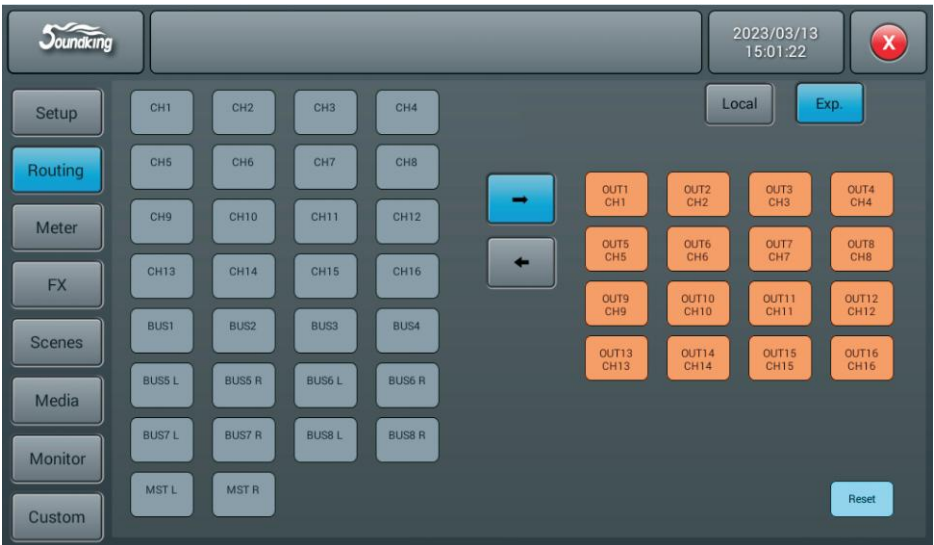 Soundking
2023/03/13
15:01:22
X
Setup
Routing
Meter
FX
Scenes
Media
Monitor
Custom
CH1 CH2 CH3 CH4
CH5 CH6 CH7 CH8
CH9 CH10 CH11 CH12
CH13 CH14 CH15 CH16
BUS1 BUS2 BUS3 BUS4
BUS5 L BUS5 R BUS6 L BUS6 R
BUS7 L BUS7 R BUS8 L BUS8 R
MST L MST R
→
←
Local Exp.
OUT1 OUT2 OUT3 OUT4
CH1 CH2 CH3 CH4
OUT5 OUT6 OUT7 OUT8
CH5 CH6 CH7 CH8
OUT9 OUT10 OUT11 OUT12
CH9 CH10 CH11 CH12
OUT13 OUT14 OUT15 OUT16
CH13 CH14 CH15 CH16
Reset